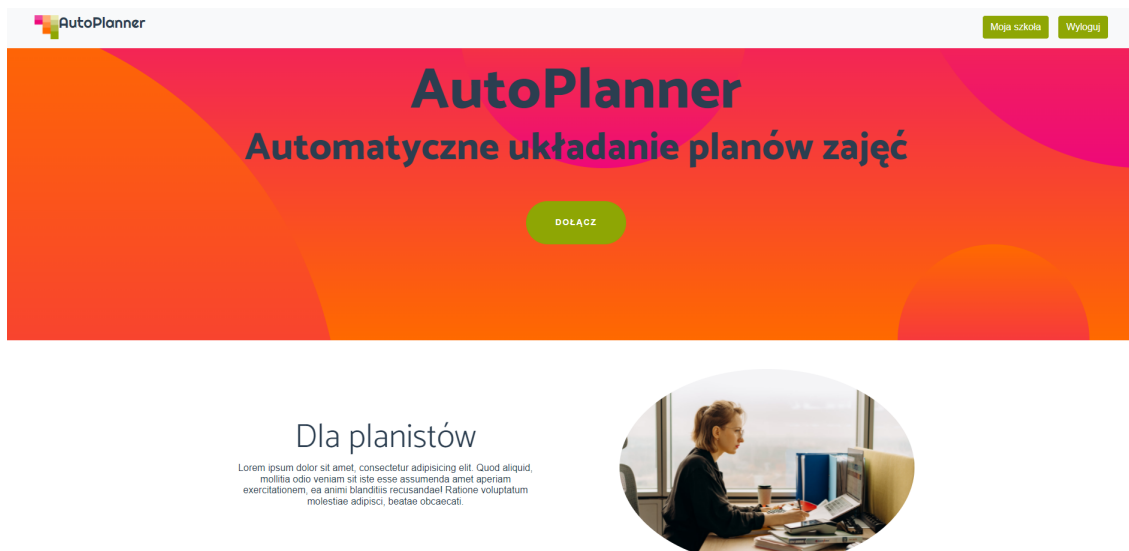 AutoPlanner
Moja szkoła
Wyloguj
AutoPlanner
Automatyczne układanie planów zajęć
DOŁĄCZ
Dla planistów
Lorem ipsum dolor sit amet, consectetur adipisicing elit. Quod aliquid,
mollitia odio veniam sit iste esse assumenda amet aperiam
exercitationem, ea animi blanditiis recusandae! Ratione voluptatum
molestiae adipisci, beatae obcaecati.